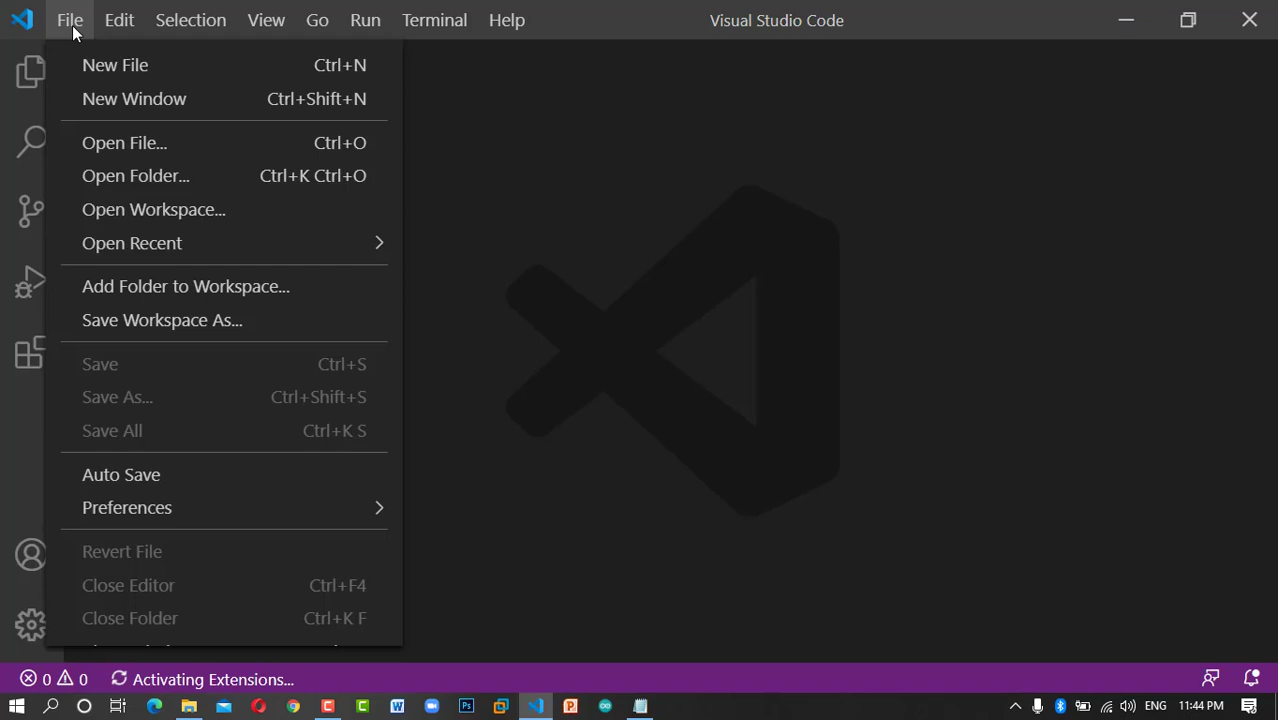 File Edit Selection View Go Run Terminal Help Visual Studio Code
New File Ctrl+N
New Window Ctrl+Shift+N
Open File... Ctrl+O
Open Folder... Ctrl+K Ctrl+O
Open Workspace...
Open Recent
Add Folder to Workspace...
Save Workspace As...
Save Ctrl+S
Save As... Ctrl+Shift+S
Save All Ctrl+K S
Auto Save
Preferences
Revert File
Close Editor Ctrl+F4
Close Folder Ctrl+K F
0 0 Activating Extensions...
ENG 11:44 PM